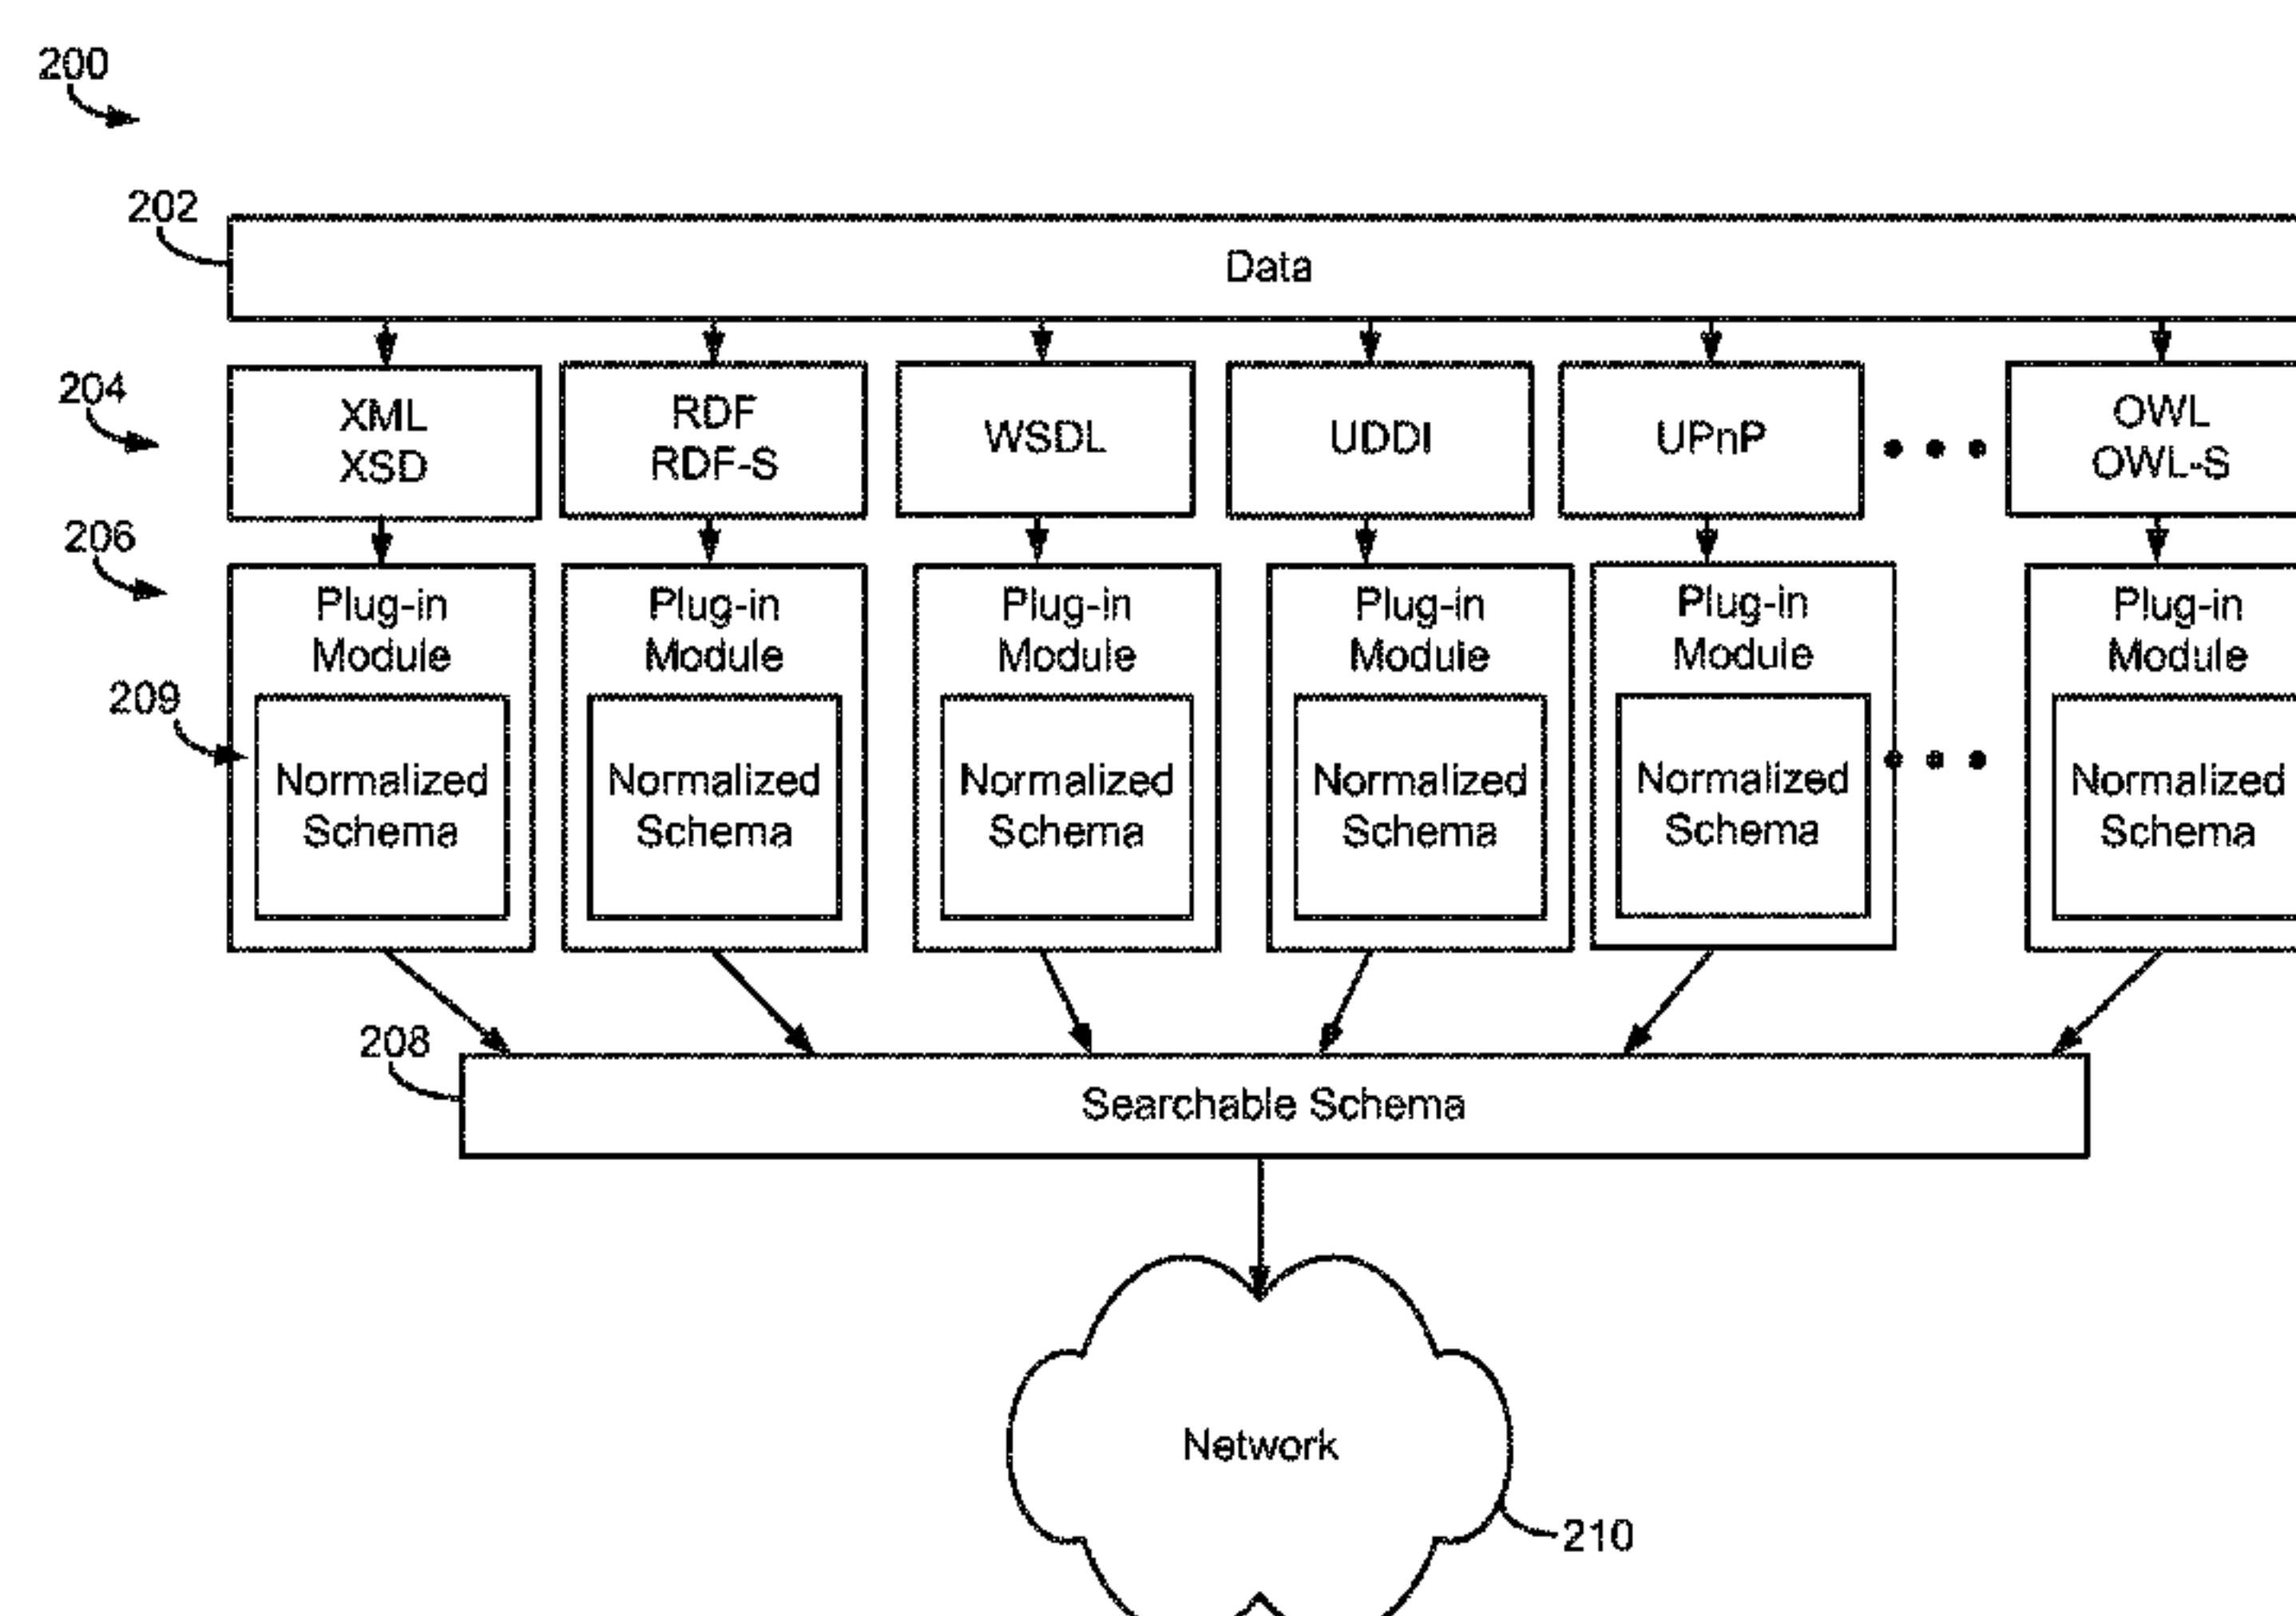 200
202
Data
204
XML
XSD
RDF
RDF-S
WSDL
UDDI
UPnP
OWL
OWL-S
206
Plug-in
Module
Plug-in
Module
Plug-in
Module
Plug-in
Module
Plug-in
Module
Plug-in
Module
209
Normalized
Schema
Normalized
Schema
Normalized
Schema
Normalized
Schema
Normalized
Schema
Normalized
Schema
208
Searchable Schema
Network
210